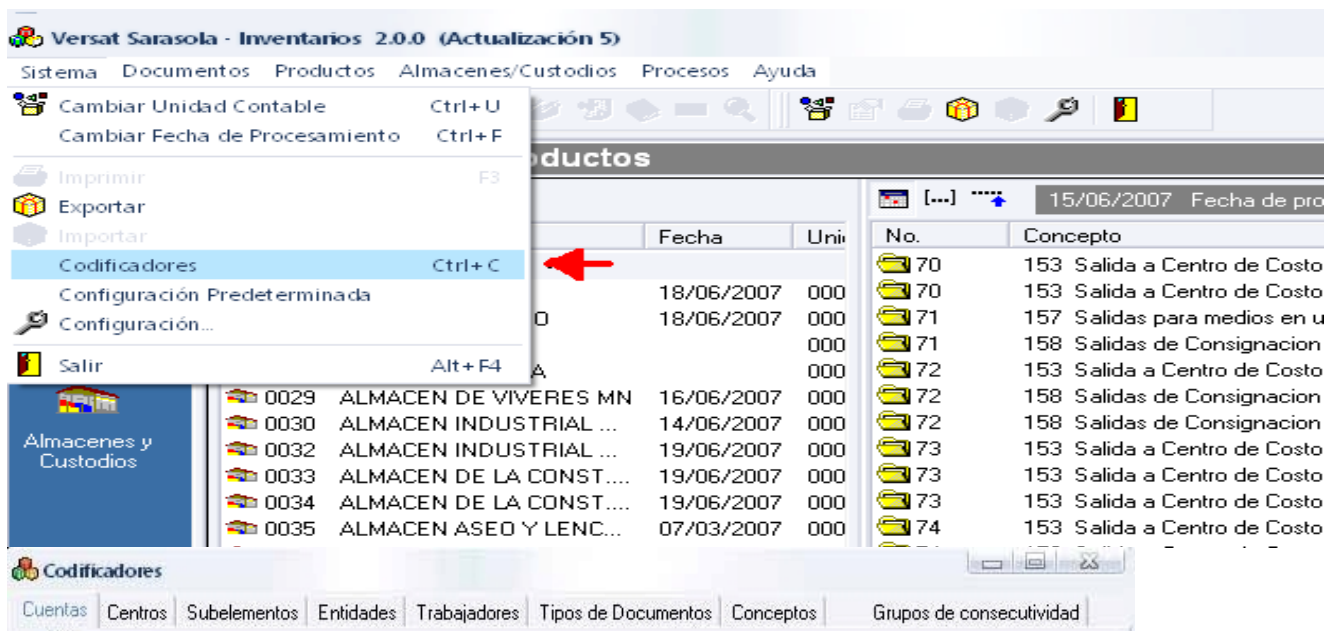 Versat Sarasola - Inventarios 2.0.0 (Actualización 5)
Sistema Documentos Productos Almacenes/Custodios Procesos Ayuda
Cambiar Unidad Contable Ctrl+U
Cambiar Fecha de Procesamiento Ctrl+F
Imprimir F3
Exportar
Importar
Codificadores Ctrl+C
Configuración Predeterminada
Configuración...
Salir Alt+F4
ductos
[...] 15/06/2007 Fecha de pro
Fecha Uni No. Concepto
70 153 Salida a Centro de Costo
18/06/2007 000 70 153 Salida a Centro de Costo
O 18/06/2007 000 71 157 Salidas para medios en u
000 71 158 Salidas de Consignacion
A 000 72 153 Salida a Centro de Costo
0029 ALMACEN DE VIVERES MN 16/06/2007 000 72 158 Salidas de Consignacion
0030 ALMACEN INDUSTRIAL ... 14/06/2007 000 72 158 Salidas de Consignacion
0032 ALMACEN INDUSTRIAL ... 19/06/2007 000 73 153 Salida a Centro de Costo
0033 ALMACEN DE LA CONST.... 19/06/2007 000 73 153 Salida a Centro de Costo
0034 ALMACEN DE LA CONST.... 19/06/2007 000 73 153 Salida a Centro de Costo
0035 ALMACEN ASEO Y LENC... 07/03/2007 000 74 153 Salida a Centro de Costo
Almacenes y
Custodios
Codificadores
Cuentas Centros Subelementos Entidades Trabajadores Tipos de Documentos Conceptos Grupos de consecutividad